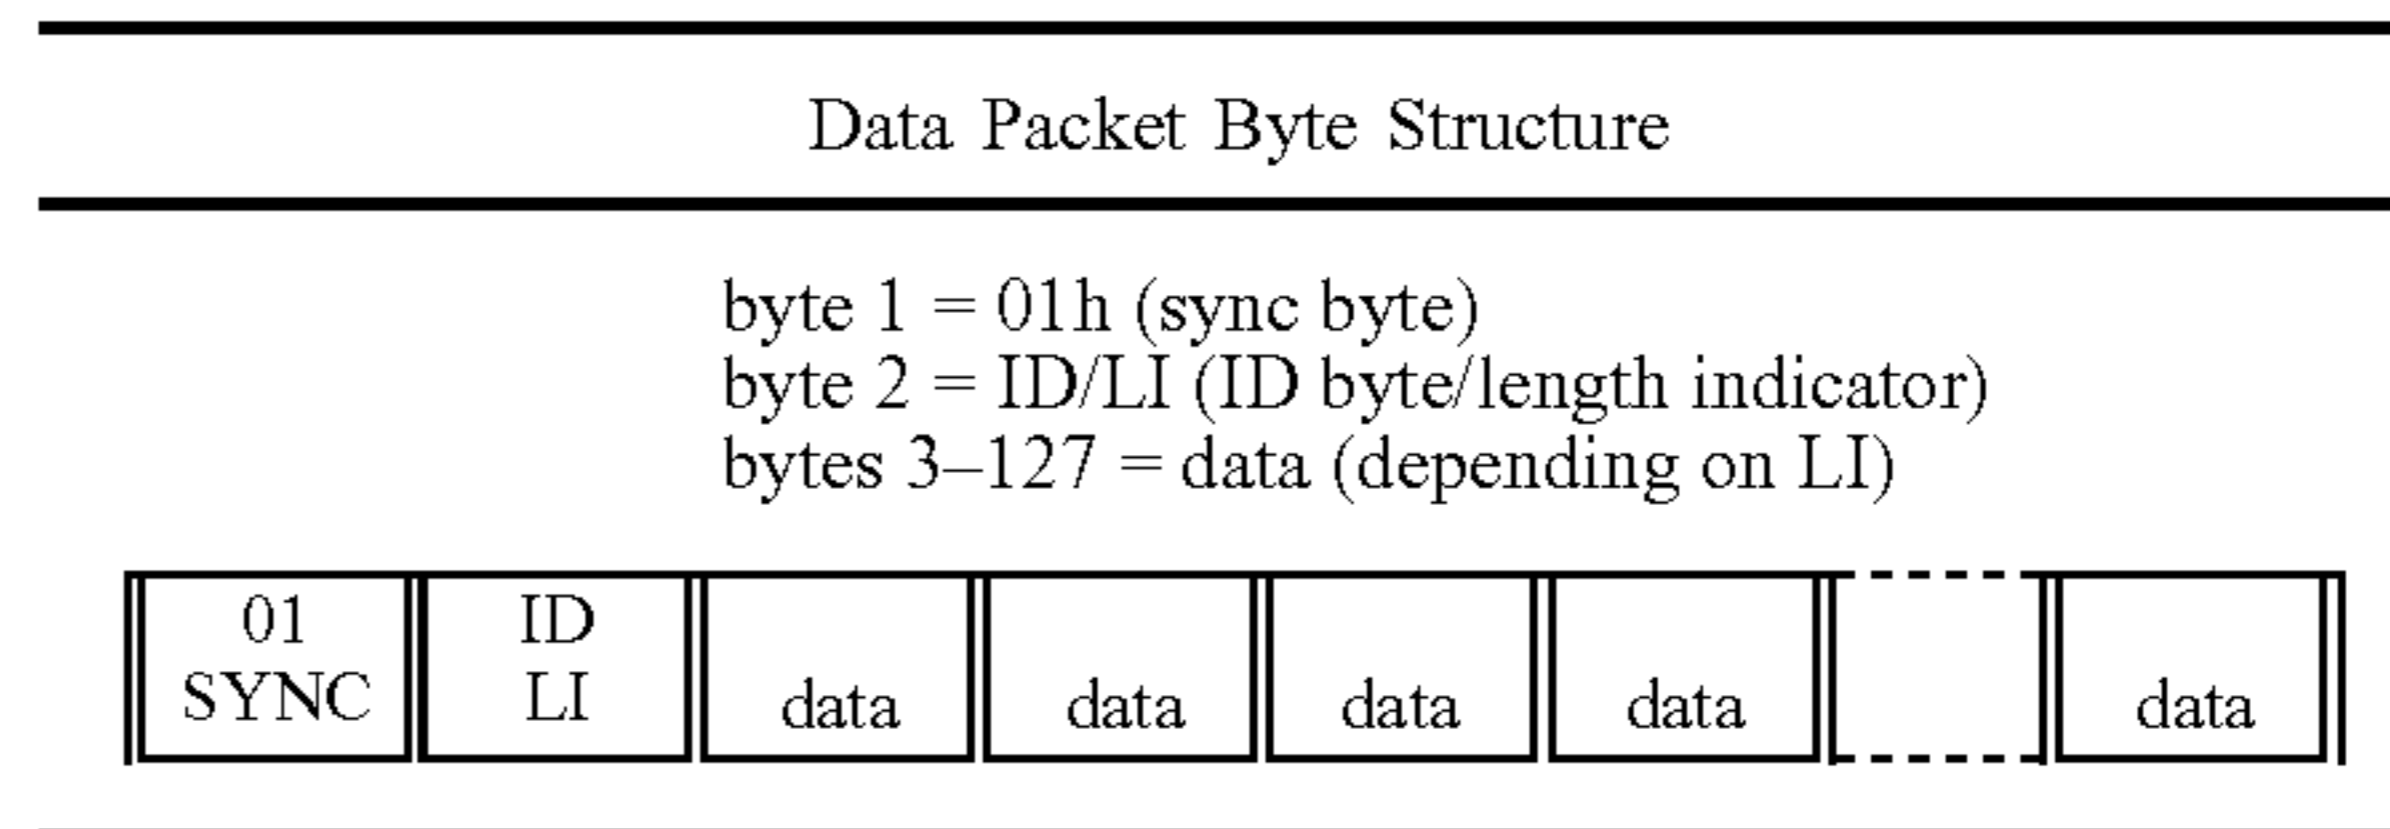 Data Packet Byte Structure
byte 1 = 01h (sync byte)
byte 2 = ID/LI (ID byte/length indicator)
bytes 3–127 = data (depending on LI)
01 ID
SYNC LI data data data data data